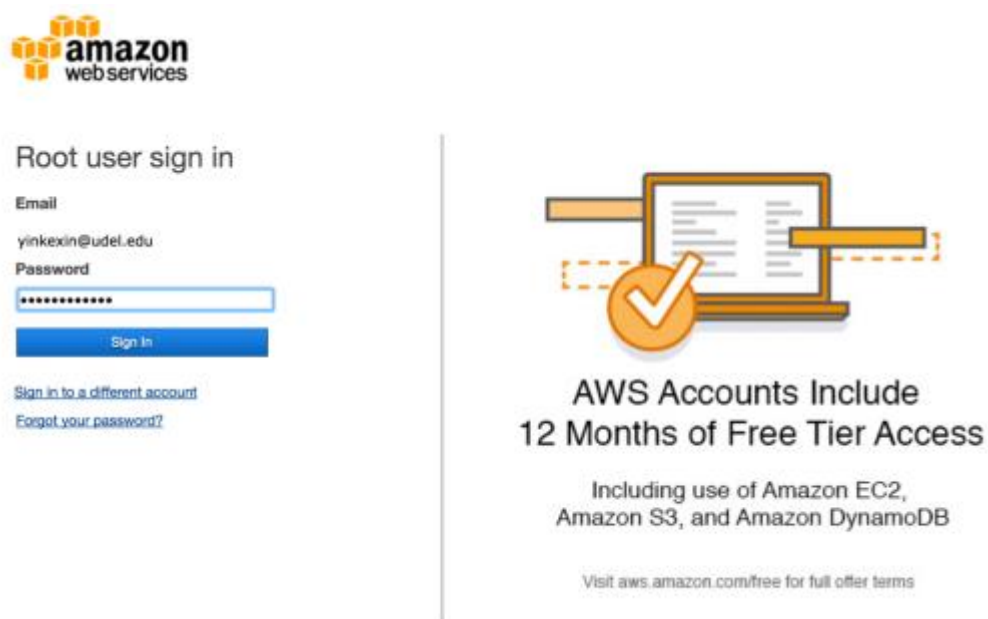 amazon
webservices
Root user sign in
Email
yinkexin@udel.edu
Password
••••••••••••
Sign In
Sign in to a different account
Forgot your password?
AWS Accounts Include
12 Months of Free Tier Access
Including use of Amazon EC2,
Amazon S3, and Amazon DynamoDB
Visit aws.amazon.com/free for full offer terms